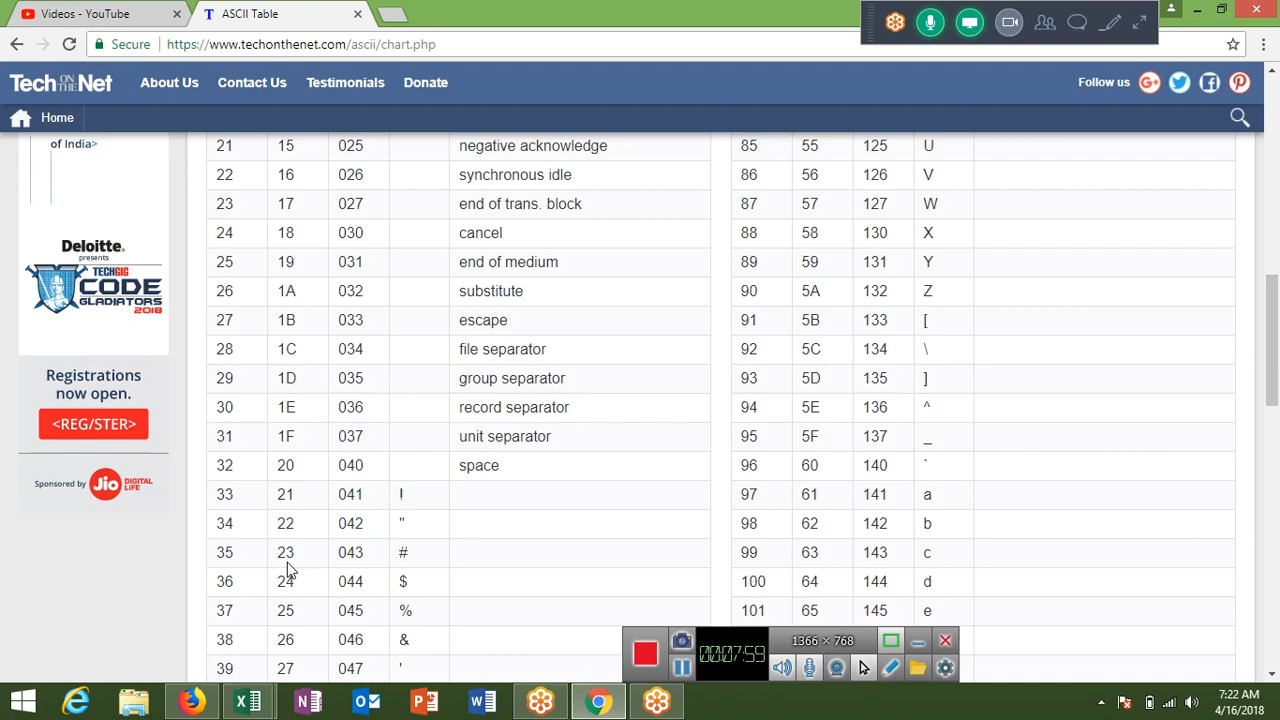 Videos - YouTube
ASCII Table
Secure
https://www.techonthenet.com/ascii/chart.php
Tech ON THE Net
About Us
Contact Us
Testimonials
Donate
Follow us
Home
of India>
Deloitte.
presents
TECHGIG
CODE
GLADIATORS
2018
Registrations
now open.
<REG/STER>
Sponsored by Jio DIGITAL LIFE
21 15 025 negative acknowledge
22 16 026 synchronous idle
23 17 027 end of trans. block
24 18 030 cancel
25 19 031 end of medium
26 1A 032 substitute
27 1B 033 escape
28 1C 034 file separator
29 1D 035 group separator
30 1E 036 record separator
31 1F 037 unit separator
32 20 040 space
33 21 041 !
34 22 042 "
35 23 043 #
36 24 044 $
37 25 045 %
38 26 046 &
39 27 047 '
85 55 125 U
86 56 126 V
87 57 127 W
88 58 130 X
89 59 131 Y
90 5A 132 Z
91 5B 133 [
92 5C 134 \
93 5D 135 ]
94 5E 136 ^
95 5F 137 _
96 60 140 `
97 61 141 a
98 62 142 b
99 63 143 c
100 64 144 d
101 65 145 e
1366 × 768
00:07:59
7:22 AM
4/16/2018